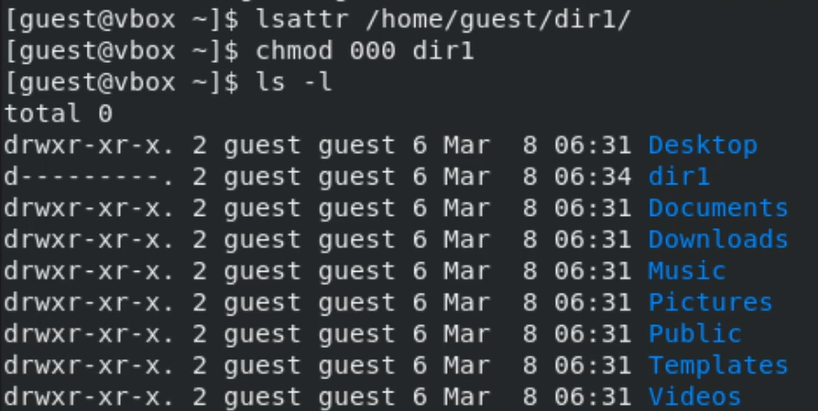 [guest@vbox ~]$ lsattr /home/guest/dir1/
[guest@vbox ~]$ chmod 000 dir1
[guest@vbox ~]$ ls -l
total 0
drwxr-xr-x. 2 guest guest 6 Mar  8 06:31 Desktop
d---------. 2 guest guest 6 Mar  8 06:34 dir1
drwxr-xr-x. 2 guest guest 6 Mar  8 06:31 Documents
drwxr-xr-x. 2 guest guest 6 Mar  8 06:31 Downloads
drwxr-xr-x. 2 guest guest 6 Mar  8 06:31 Music
drwxr-xr-x. 2 guest guest 6 Mar  8 06:31 Pictures
drwxr-xr-x. 2 guest guest 6 Mar  8 06:31 Public
drwxr-xr-x. 2 guest guest 6 Mar  8 06:31 Templates
drwxr-xr-x. 2 guest guest 6 Mar  8 06:31 Videos